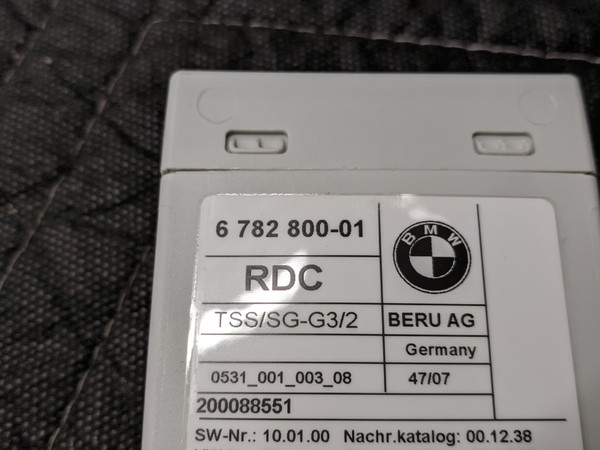 6 782 800-01
BMW
RDC
TSS/SG-G3/2 BERU AG
Germany
0531_001_003_08 47/07
200088551
SW-Nr.: 10.01.00 Nachr.katalog: 00.12.38